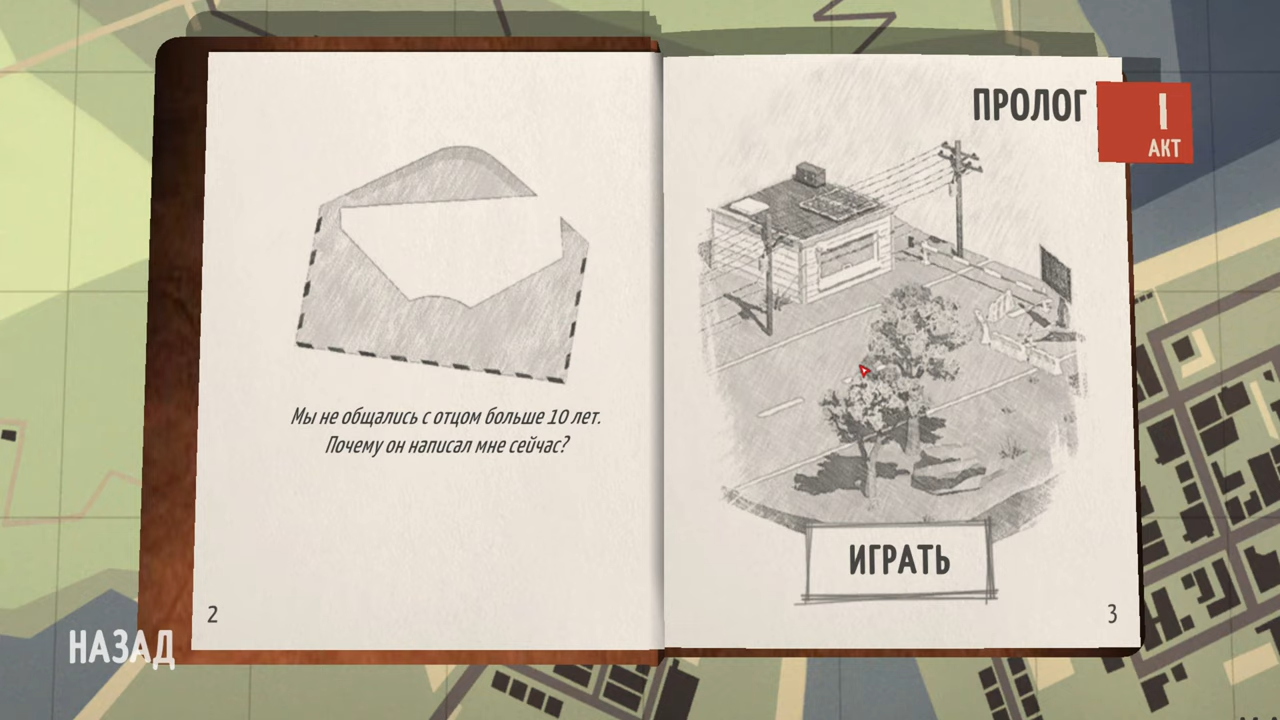 ПРОЛОГ
I
АКТ
Мы не общались с отцом больше 10 лет.
Почему он написал мне сейчас?
ИГРАТЬ
2
3
НАЗАД